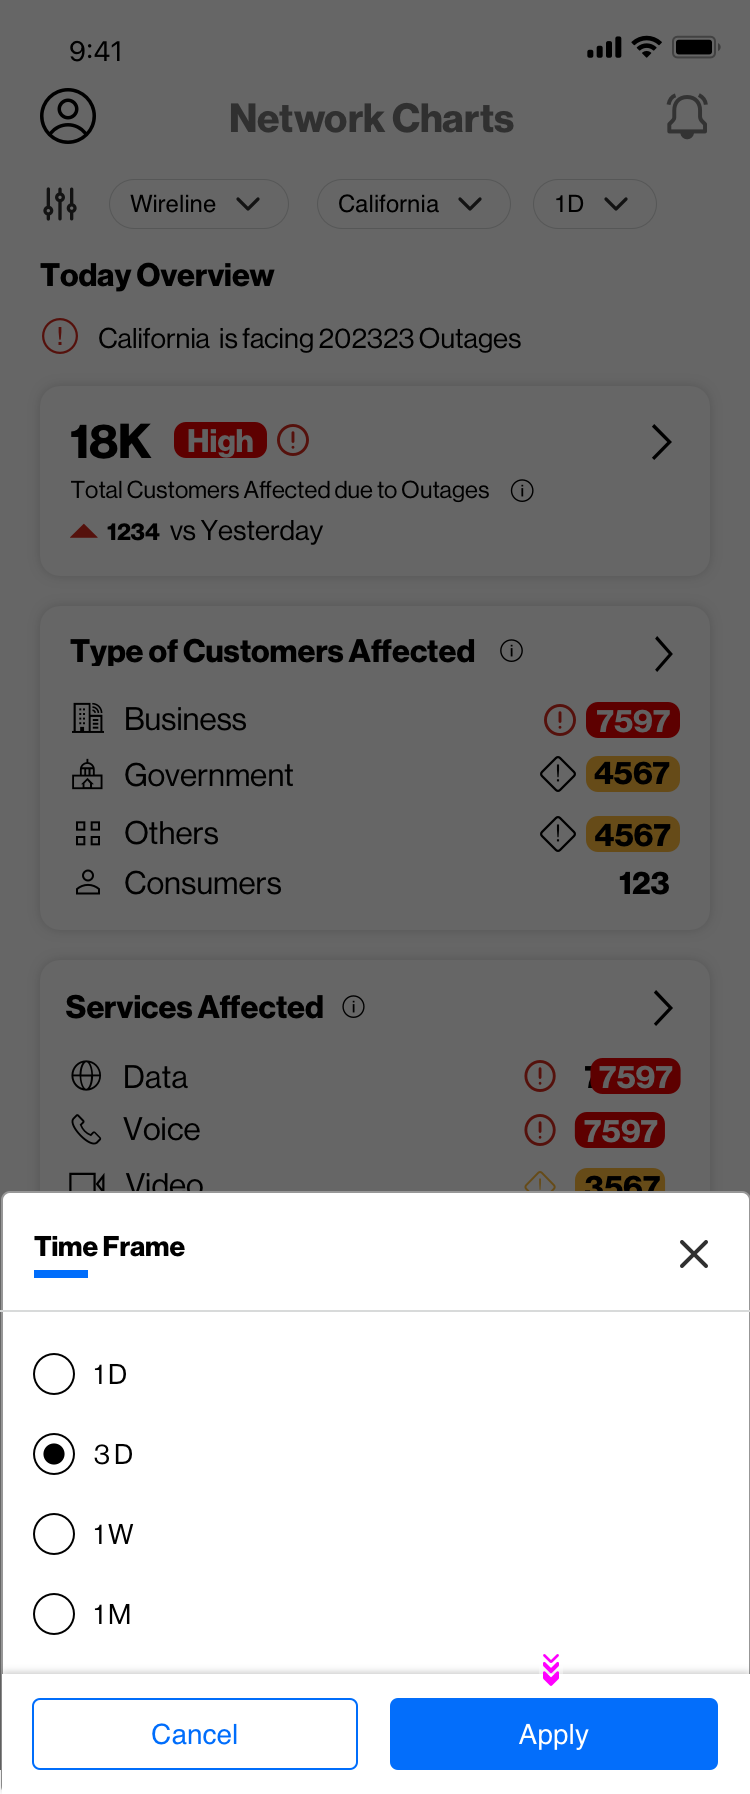 9:41
Network Charts
Wireline California 1D
Today Overview
California is facing 202323 Outages
18K High
Total Customers Affected due to Outages
1234 vs Yesterday
Type of Customers Affected
Business 7597
Government 4567
Others 4567
Consumers 123
Services Affected
Data 7597
Voice 7597
Video 3567
Time Frame
1D
3D
1W
1M
Cancel Apply